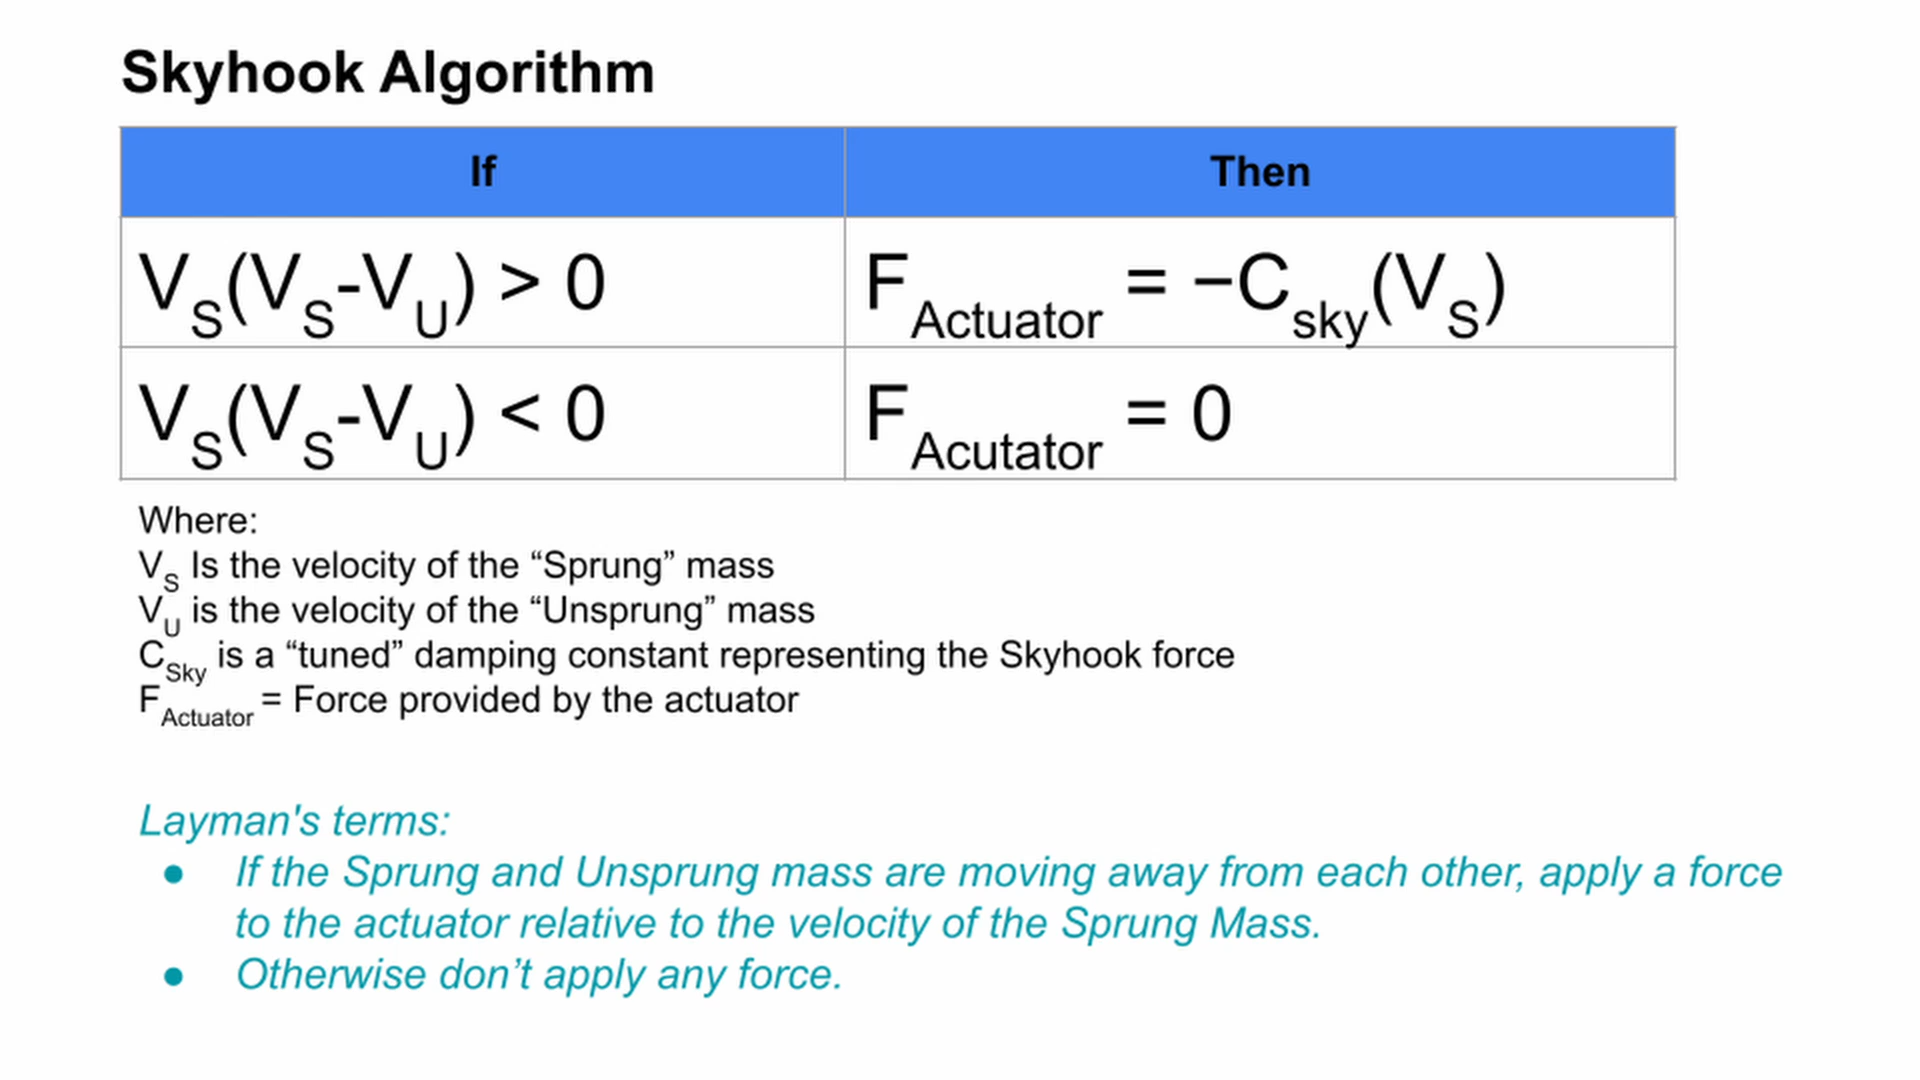 Skyhook Algorithm
If Then
V_S(V_S-V_U) > 0 F_Actuator = −C_sky(V_S)
V_S(V_S-V_U) < 0 F_Acutator = 0
Where:
V_S Is the velocity of the “Sprung” mass
V_U is the velocity of the “Unsprung” mass
C_Sky is a “tuned” damping constant representing the Skyhook force
F_Actuator = Force provided by the actuator
Layman's terms:
● If the Sprung and Unsprung mass are moving away from each other, apply a force
to the actuator relative to the velocity of the Sprung Mass.
● Otherwise don’t apply any force.